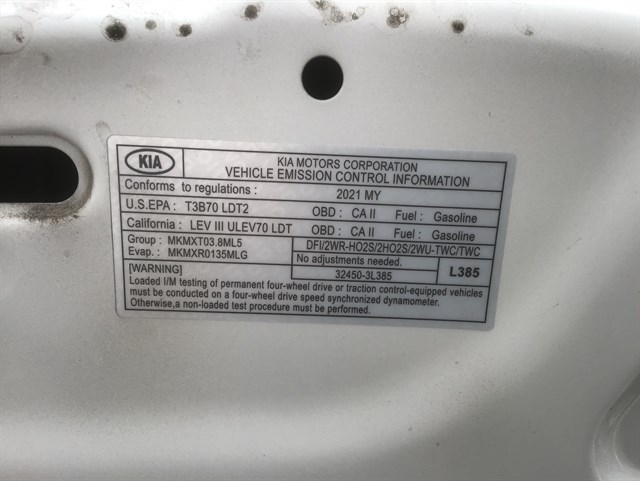 KIA
KIA MOTORS CORPORATION
VEHICLE EMISSION CONTROL INFORMATION
Conforms to regulations : 2021 MY
U.S.EPA : T3B70 LDT2 OBD : CA II Fuel : Gasoline
California : LEV III ULEV70 LDT OBD : CA II Fuel : Gasoline
Group : MKMXT03.8ML5 DFI/2WR-HO2S/2HO2S/2WU-TWC/TWC
Evap. : MKMXR0135MLG No adjustments needed.
32450-3L385 L385
[WARNING]
Loaded I/M testing of permanent four-wheel drive or traction control-equipped vehicles
must be conducted on a four-wheel drive speed synchronized dynamometer.
Otherwise,a non-loaded test procedure must be performed.